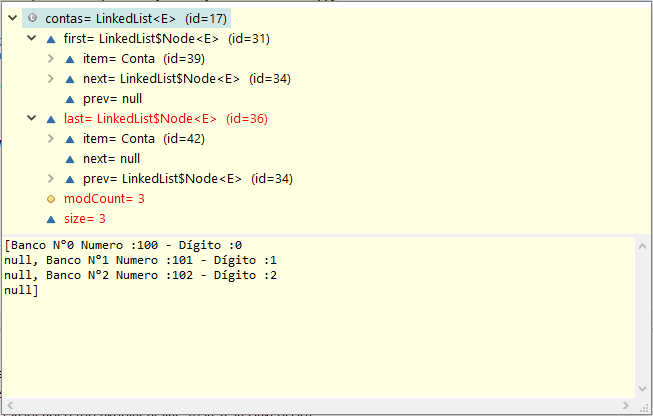 contas= LinkedList<E> (id=17)
first= LinkedList$Node<E> (id=31)
item= Conta (id=39)
next= LinkedList$Node<E> (id=34)
prev= null
last= LinkedList$Node<E> (id=36)
item= Conta (id=42)
next= null
prev= LinkedList$Node<E> (id=34)
modCount= 3
size= 3
[Banco Nº0 Numero :100 - Dígito :0
null, Banco Nº1 Numero :101 - Dígito :1
null, Banco Nº2 Numero :102 - Dígito :2
null]